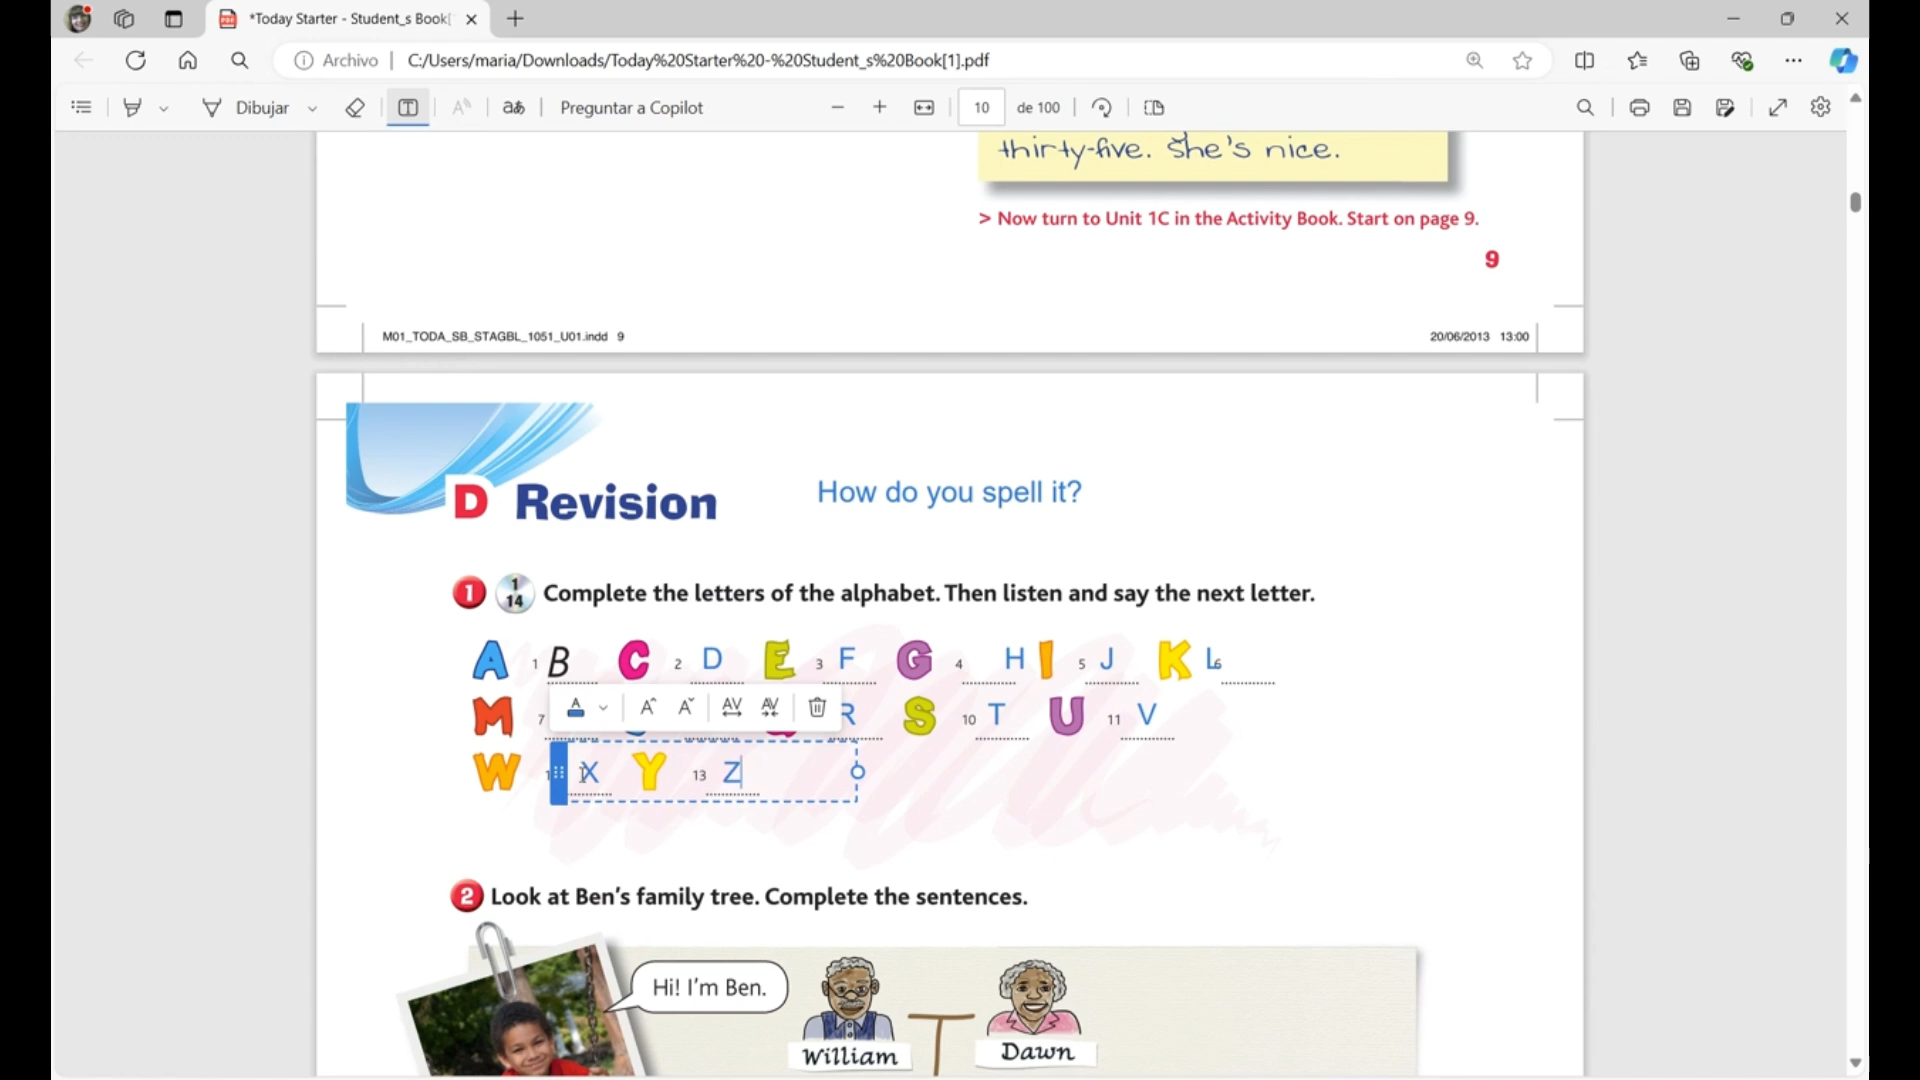 *Today Starter - Student_s Book[
Archivo C:/Users/maria/Downloads/Today%20Starter%20-%20Student_s%20Book[1].pdf
Dibujar aあ Preguntar a Copilot 10 de 100
thirty-five. She's nice.
> Now turn to Unit 1C in the Activity Book. Start on page 9.
9
M01_TODA_SB_STAGBL_1051_U01.indd 9 20/06/2013 13:00
D Revision How do you spell it?
1 1 14 Complete the letters of the alphabet. Then listen and say the next letter.
A 1 B C 2 D E 3 F G 4 H I 5 J K L 6
M 7 R S 10 T U 11 V
W X Y 13 Z
2 Look at Ben's family tree. Complete the sentences.
Hi! I'm Ben.
William Dawn